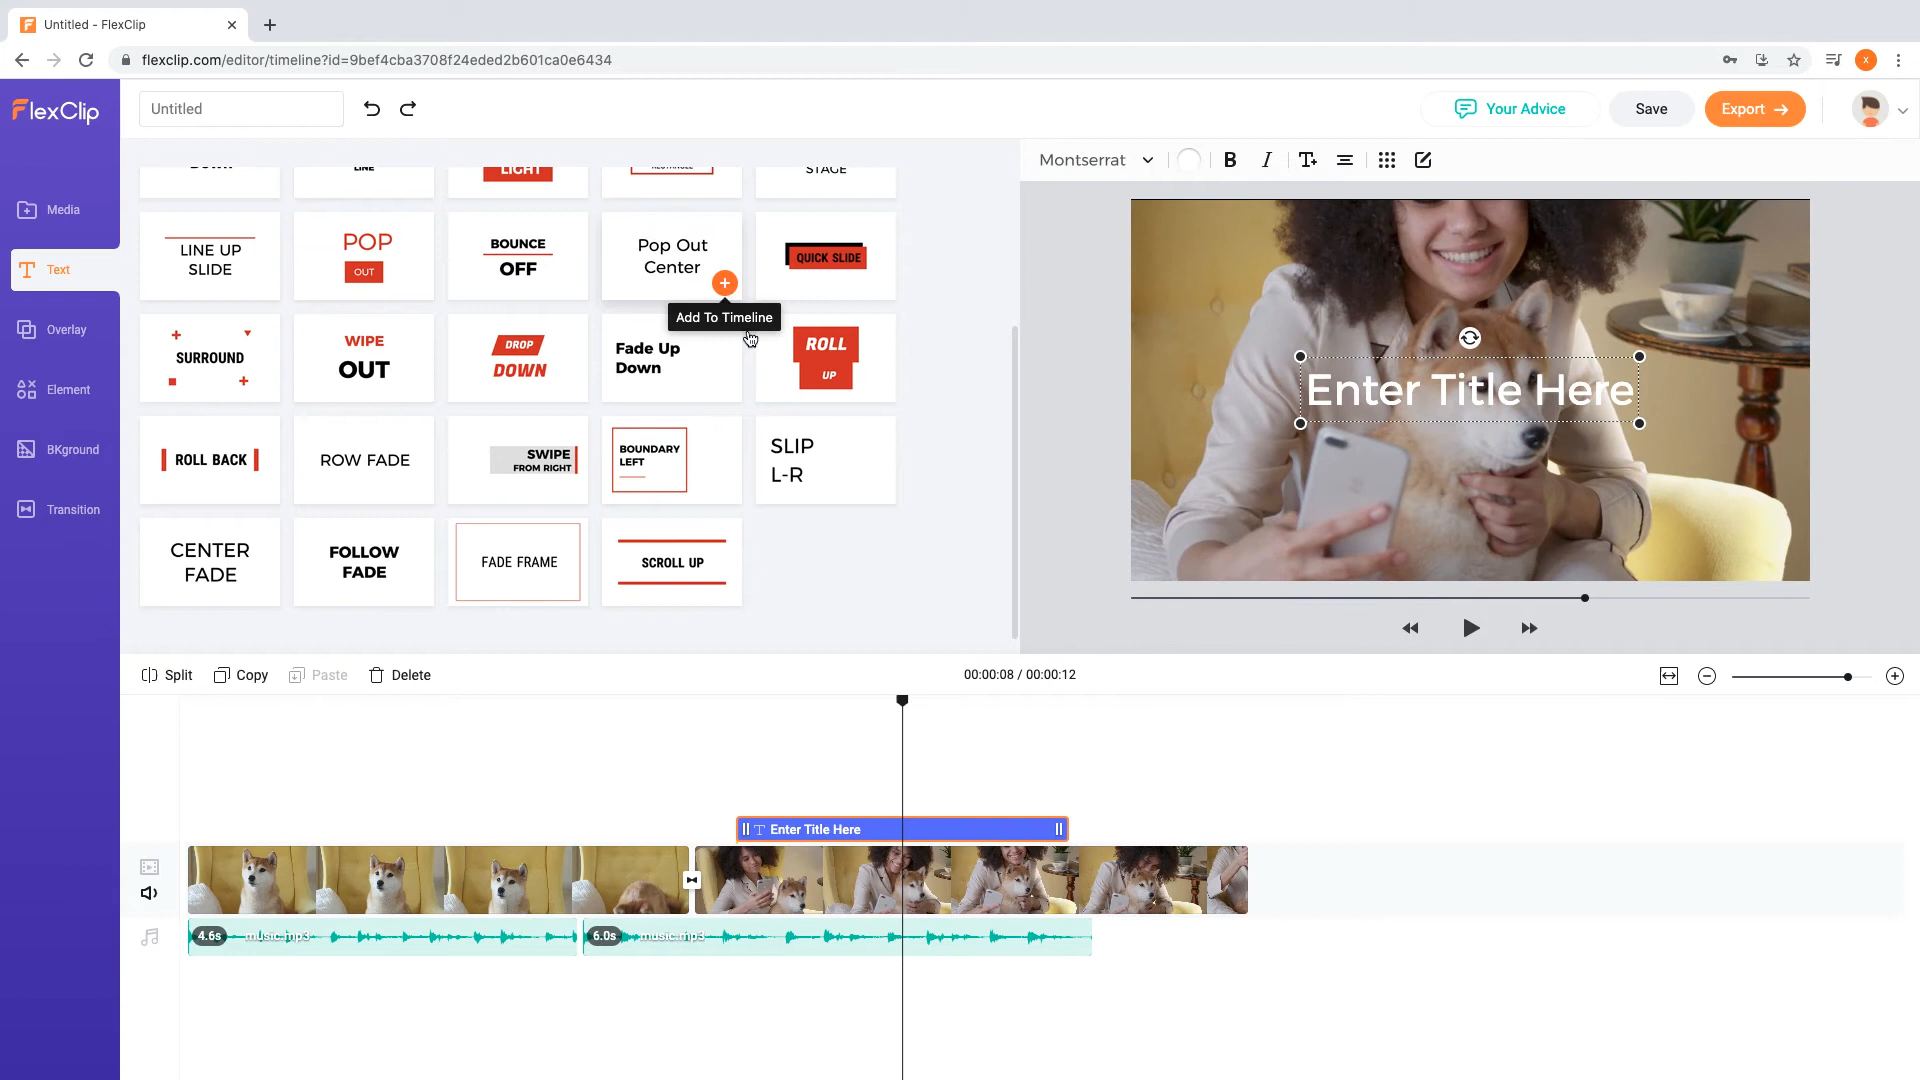 Untitled - FlexClip
flexclip.com/editor/timeline?id=9bef4cba3708f24eded2b601ca0e6434
x
FlexClip
Untitled
Your Advice
Save
Export
Media
Text
Overlay
Element
BKground
Transition
LINE
LIGHT
STAGE
LINE UP
SLIDE
POP
OUT
BOUNCE
OFF
Pop Out
Center
QUICK SLIDE
Add To Timeline
SURROUND
WIPE
OUT
DROP
DOWN
Fade Up
Down
ROLL
UP
ROLL BACK
ROW FADE
SWIPE
FROM RIGHT
BOUNDARY
LEFT
SLIP
L-R
CENTER
FADE
FOLLOW
FADE
FADE FRAME
SCROLL UP
Montserrat
B
I
Enter Title Here
Split
Copy
Paste
Delete
00:00:08 / 00:00:12
Enter Title Here
4.6s music.mp3
6.0s music.mp3